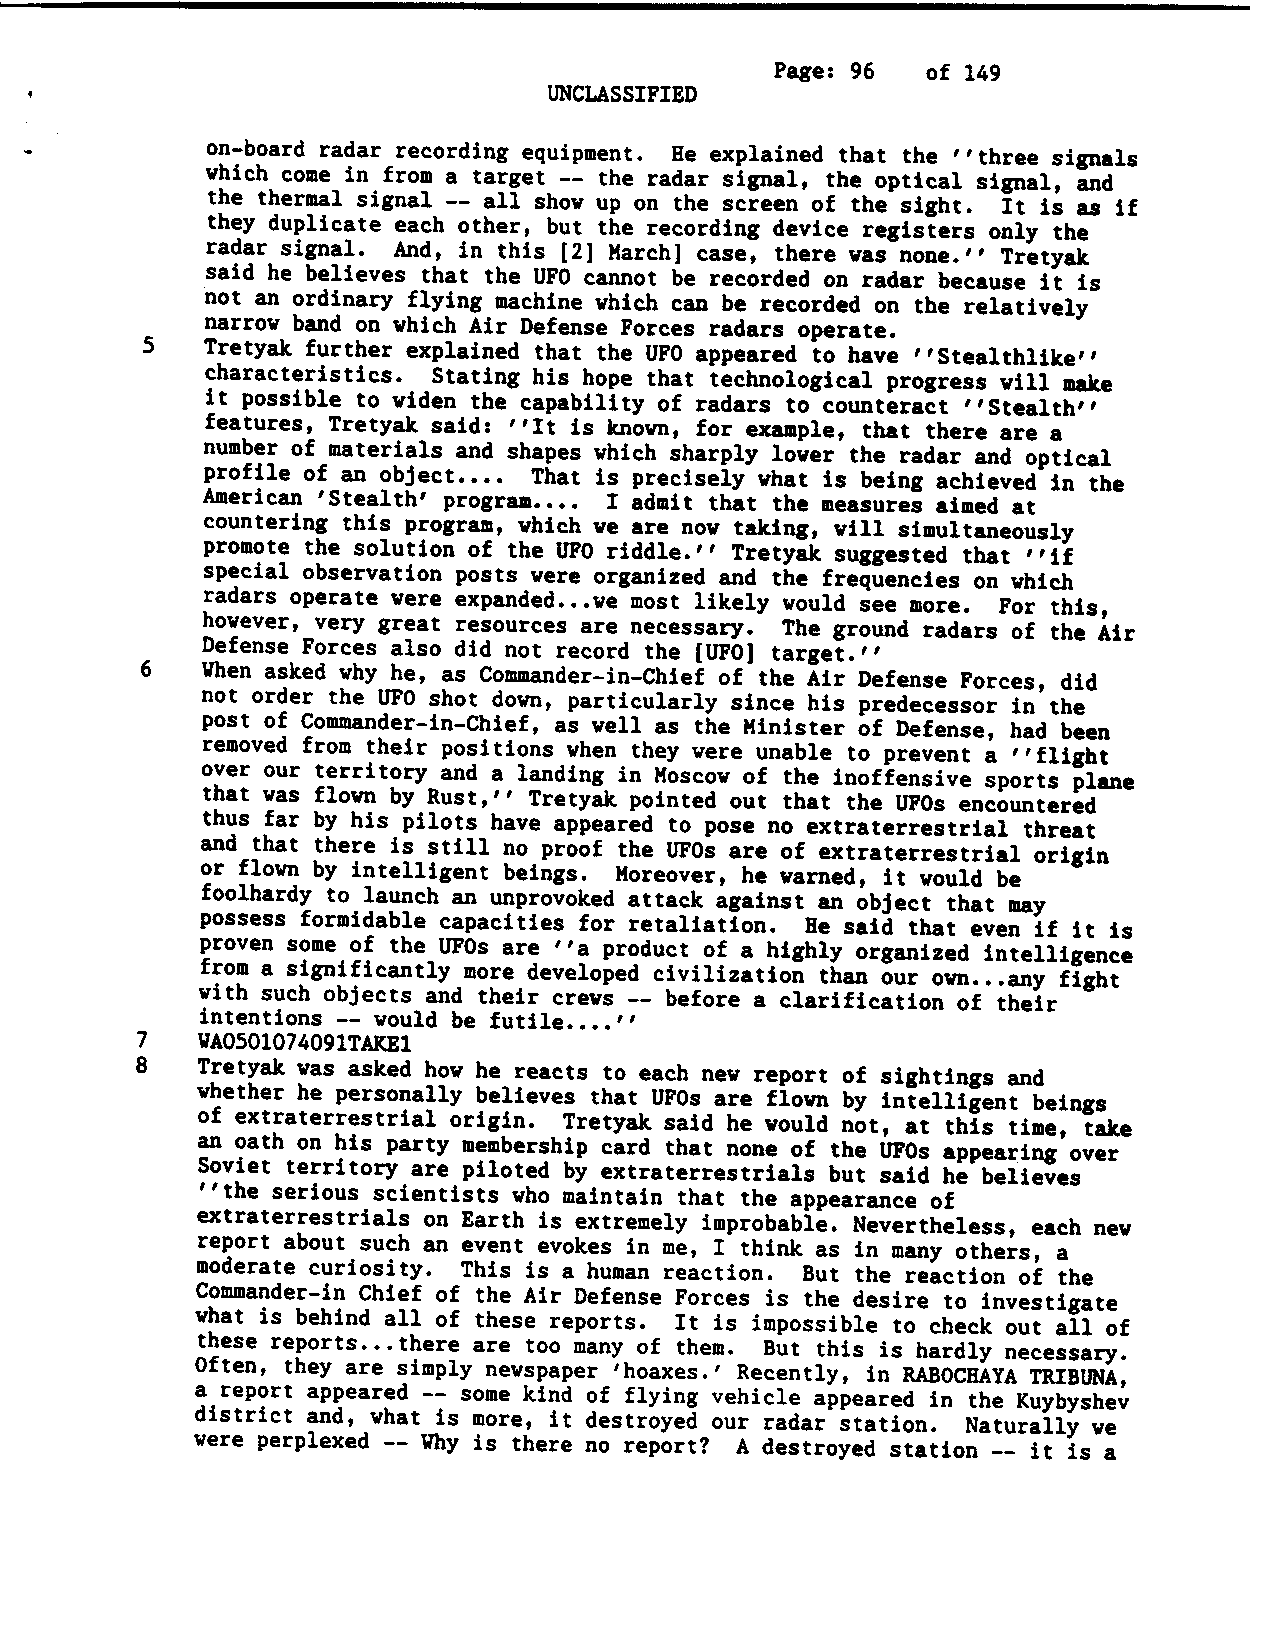 Page: 96 of 149
UNCLASSIFIED
on-board radar recording equipment. He explained that the ''three signals
which come in from a target -- the radar signal, the optical signal, and
the thermal signal -- all show up on the screen of the sight. It is as if
they duplicate each other, but the recording device registers only the
radar signal. And, in this [2] March] case, there was none.'' Tretyak
said he believes that the UFO cannot be recorded on radar because it is
not an ordinary flying machine which can be recorded on the relatively
narrow band on which Air Defense Forces radars operate.
5 Tretyak further explained that the UFO appeared to have ''Stealthlike''
characteristics. Stating his hope that technological progress will make
it possible to widen the capability of radars to counteract ''Stealth''
features, Tretyak said: ''It is known, for example, that there are a
number of materials and shapes which sharply lower the radar and optical
profile of an object.... That is precisely what is being achieved in the
American 'Stealth' program.... I admit that the measures aimed at
countering this program, which we are now taking, will simultaneously
promote the solution of the UFO riddle.'' Tretyak suggested that ''if
special observation posts were organized and the frequencies on which
radars operate were expanded...we most likely would see more. For this,
however, very great resources are necessary. The ground radars of the Air
Defense Forces also did not record the [UFO] target.''
6 When asked why he, as Commander-in-Chief of the Air Defense Forces, did
not order the UFO shot down, particularly since his predecessor in the
post of Commander-in-Chief, as well as the Minister of Defense, had been
removed from their positions when they were unable to prevent a ''flight
over our territory and a landing in Moscow of the inoffensive sports plane
that was flown by Rust,'' Tretyak pointed out that the UFOs encountered
thus far by his pilots have appeared to pose no extraterrestrial threat
and that there is still no proof the UFOs are of extraterrestrial origin
or flown by intelligent beings. Moreover, he warned, it would be
foolhardy to launch an unprovoked attack against an object that may
possess formidable capacities for retaliation. He said that even if it is
proven some of the UFOs are ''a product of a highly organized intelligence
from a significantly more developed civilization than our own...any fight
with such objects and their crews -- before a clarification of their
intentions -- would be futile....''
7 WA0501074091TAKE1
8 Tretyak was asked how he reacts to each new report of sightings and
whether he personally believes that UFOs are flown by intelligent beings
of extraterrestrial origin. Tretyak said he would not, at this time, take
an oath on his party membership card that none of the UFOs appearing over
Soviet territory are piloted by extraterrestrials but said he believes
''the serious scientists who maintain that the appearance of
extraterrestrials on Earth is extremely improbable. Nevertheless, each new
report about such an event evokes in me, I think as in many others, a
moderate curiosity. This is a human reaction. But the reaction of the
Commander-in Chief of the Air Defense Forces is the desire to investigate
what is behind all of these reports. It is impossible to check out all of
these reports...there are too many of them. But this is hardly necessary.
Often, they are simply newspaper 'hoaxes.' Recently, in RABOCHAYA TRIBUNA,
a report appeared -- some kind of flying vehicle appeared in the Kuybyshev
district and, what is more, it destroyed our radar station. Naturally we
were perplexed -- Why is there no report? A destroyed station -- it is a